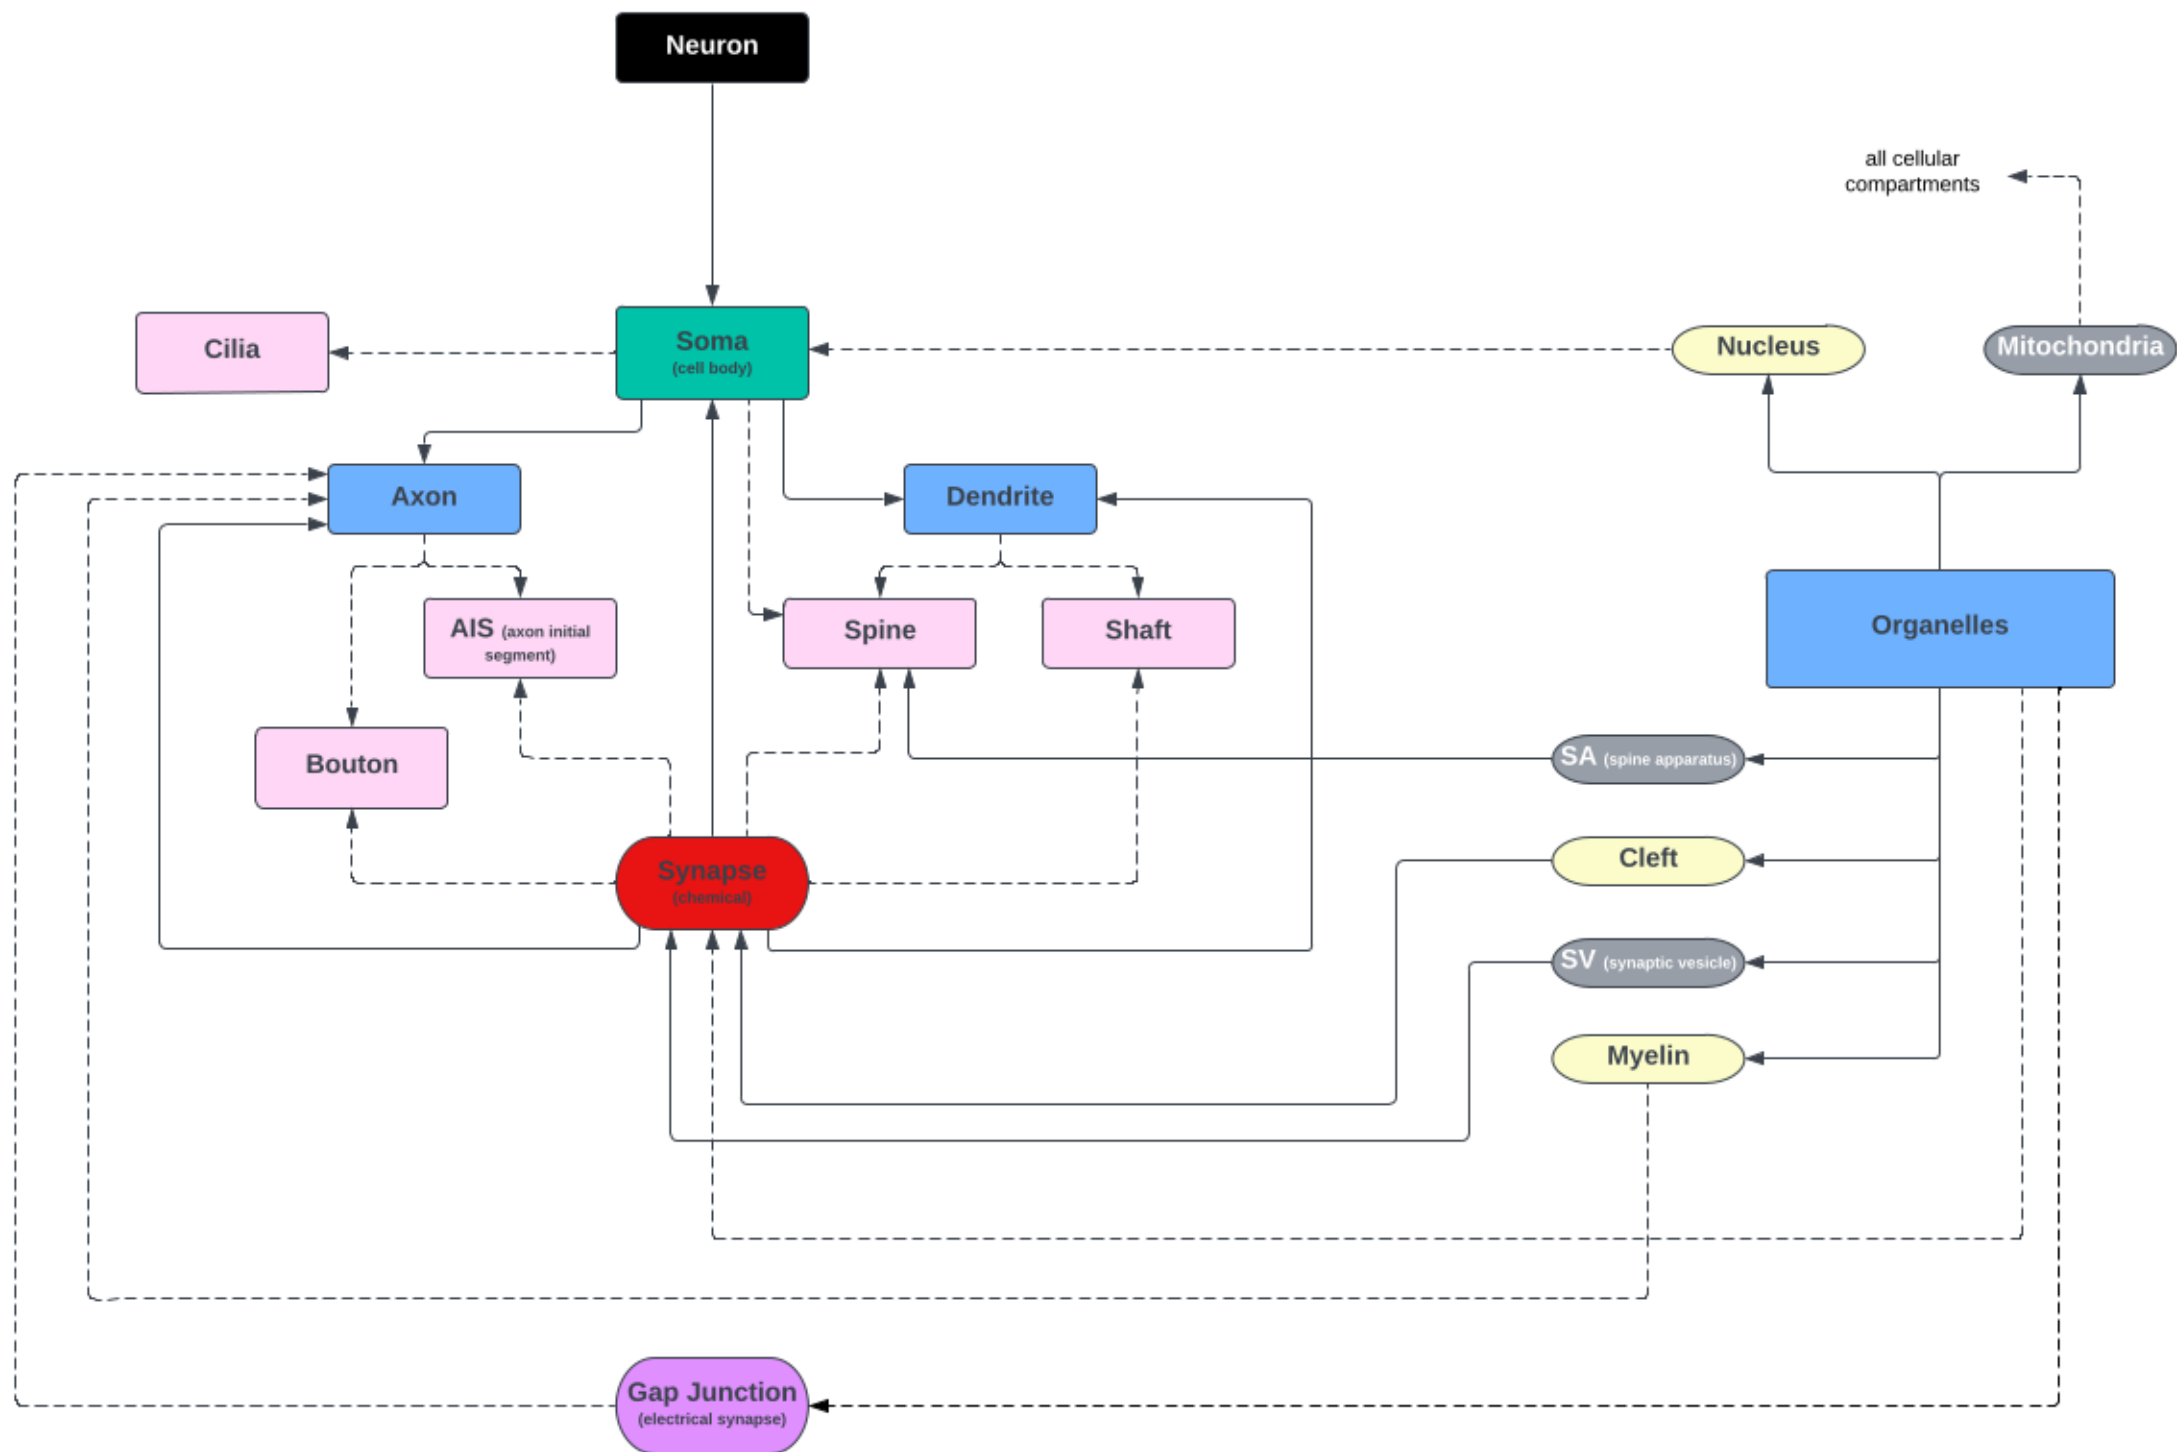 Neuron
all cellular
compartments
Cilia
Soma
(cell body)
Nucleus
Mitochondria
Axon
Dendrite
AIS (axon initial
segment)
Spine
Shaft
Organelles
Bouton
SA (spine apparatus)
Synapse
(chemical)
Cleft
SV (synaptic vesicle)
Myelin
Gap Junction
(electrical synapse)